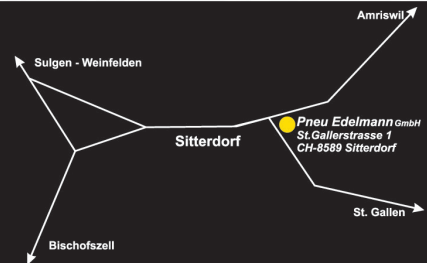 Amriswil
Sulgen - Weinfelden
Pneu Edelmann GmbH
St.Gallerstrasse 1
CH-8589 Sitterdorf
Sitterdorf
St. Gallen
Bischofszell